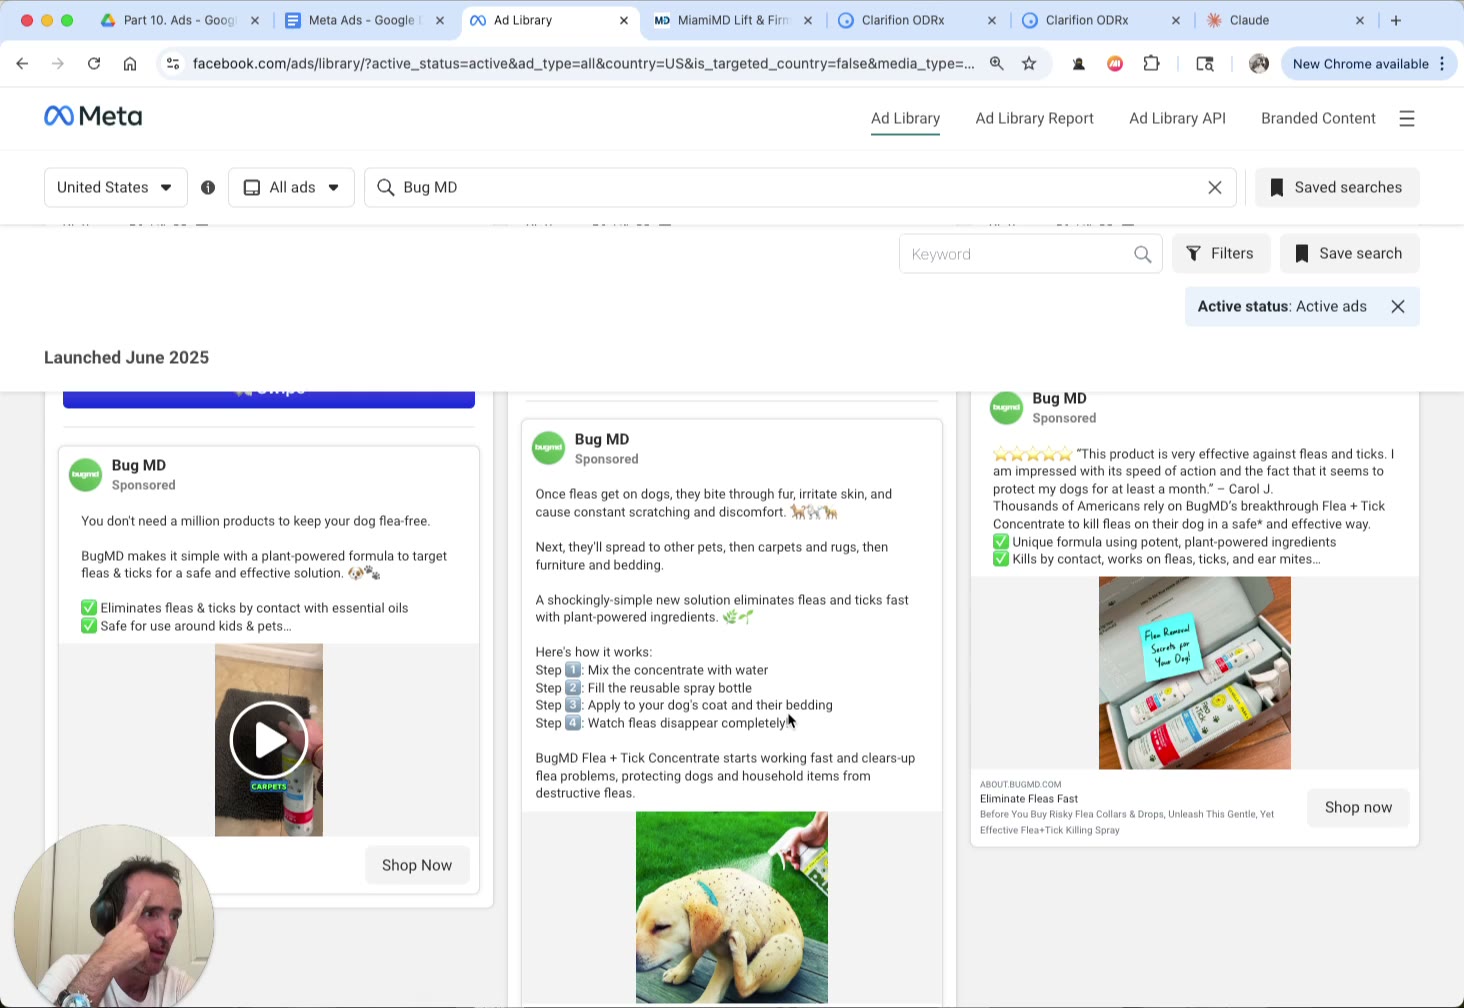 Part 10. Ads - Goog
Meta Ads - Google
Ad Library
MD MiamiMD Lift & Firm
Clarifion ODRx
Clarifion ODRx
Claude
facebook.com/ads/library/?active_status=active&ad_type=all&country=US&is_targeted_country=false&media_type=...
New Chrome available
Meta
Ad Library
Ad Library Report
Ad Library API
Branded Content
United States
All ads
Bug MD
Saved searches
Keyword
Filters
Save search
Active status: Active ads
Launched June 2025
bugmd
Bug MD
Sponsored
You don't need a million products to keep your dog flea-free.
BugMD makes it simple with a plant-powered formula to target
fleas & ticks for a safe and effective solution. 🐶🐾
✅ Eliminates fleas & ticks by contact with essential oils
✅ Safe for use around kids & pets...
CARPETS
Shop Now
bugmd
Bug MD
Sponsored
Once fleas get on dogs, they bite through fur, irritate skin, and
cause constant scratching and discomfort. 🐕🐩🦮
Next, they'll spread to other pets, then carpets and rugs, then
furniture and bedding.
A shockingly-simple new solution eliminates fleas and ticks fast
with plant-powered ingredients. 🌿🌱
Here's how it works:
Step 1️⃣: Mix the concentrate with water
Step 2️⃣: Fill the reusable spray bottle
Step 3️⃣: Apply to your dog's coat and their bedding
Step 4️⃣: Watch fleas disappear completely
BugMD Flea + Tick Concentrate starts working fast and clears-up
flea problems, protecting dogs and household items from
destructive fleas.
bugmd
Bug MD
Sponsored
⭐⭐⭐⭐⭐ "This product is very effective against fleas and ticks. I
am impressed with its speed of action and the fact that it seems to
protect my dogs for at least a month." – Carol J.
Thousands of Americans rely on BugMD's breakthrough Flea + Tick
Concentrate to kill fleas on their dog in a safe* and effective way.
✅ Unique formula using potent, plant-powered ingredients
✅ Kills by contact, works on fleas, ticks, and ear mites...
Flea Removal
Secrets for
Your Dog!
ABOUT.BUGMD.COM
Eliminate Fleas Fast
Before You Buy Risky Flea Collars & Drops, Unleash This Gentle, Yet
Effective Flea+Tick Killing Spray
Shop now